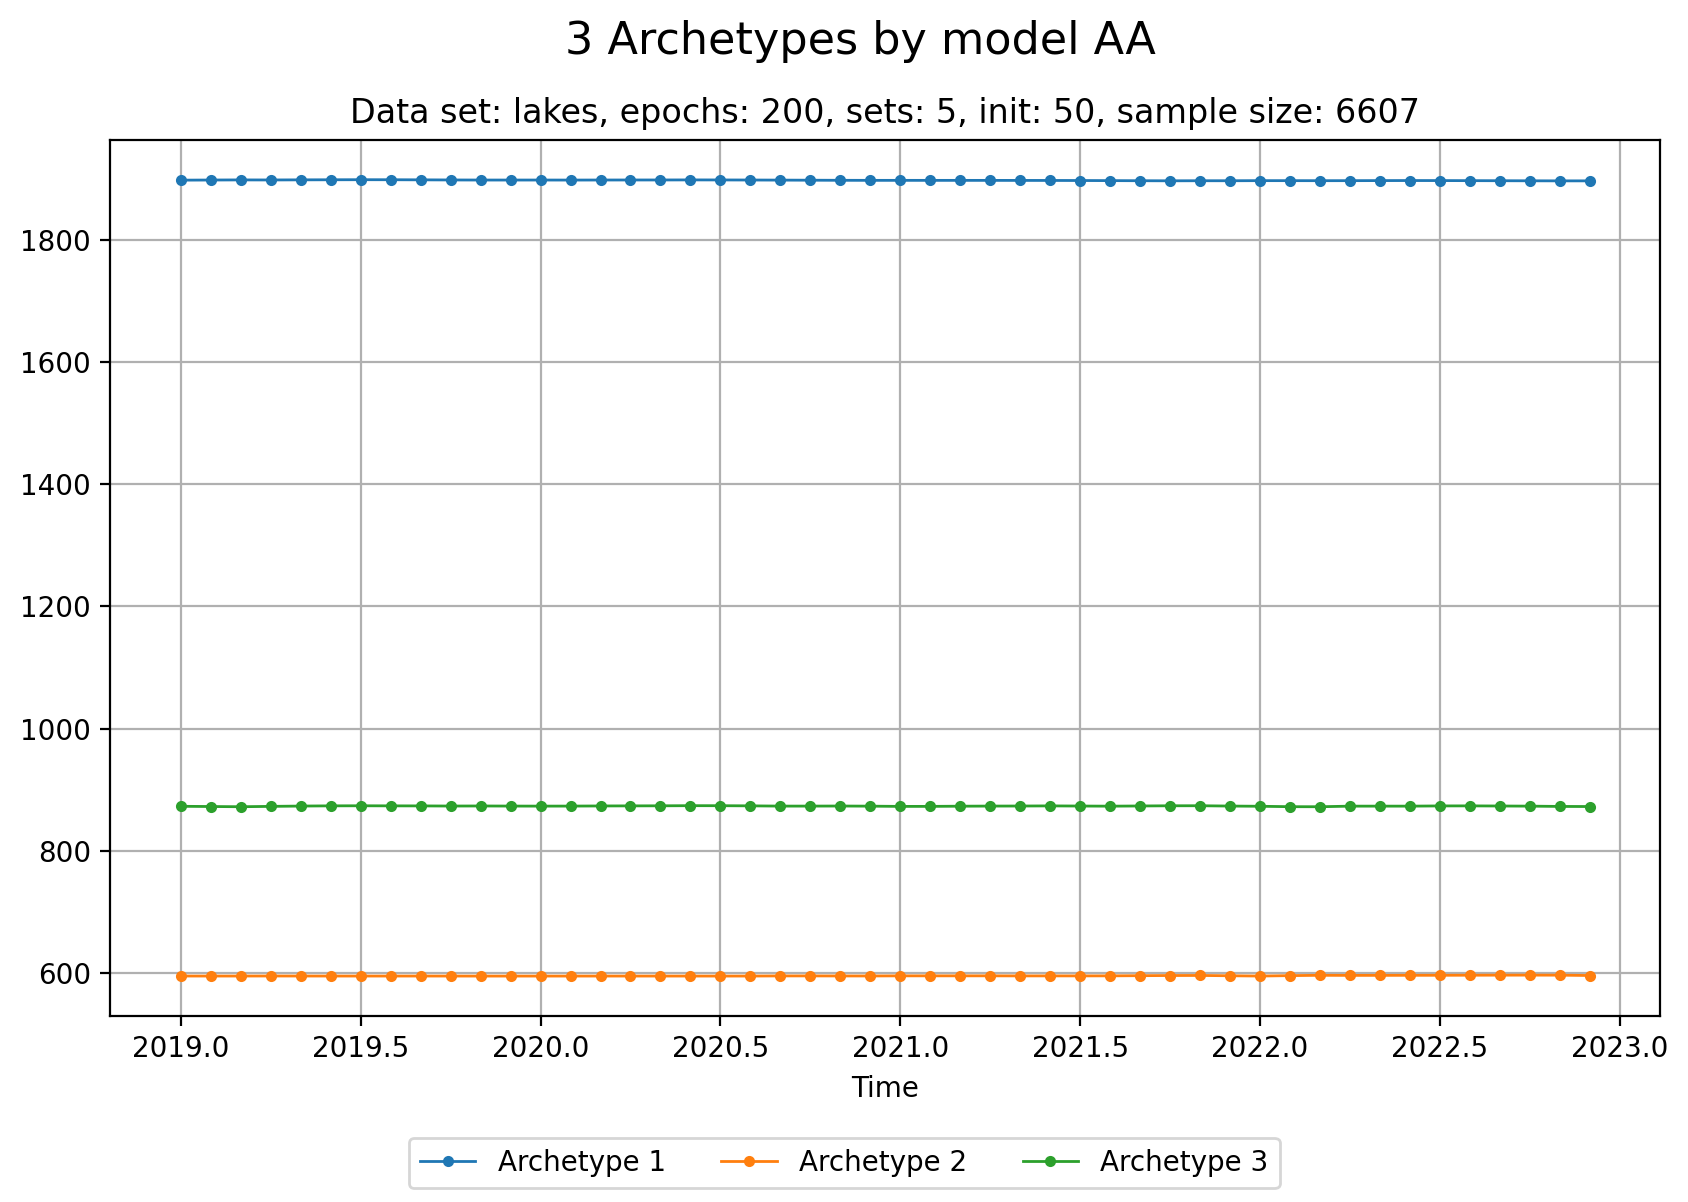 3 Archetypes by model AA
Data set: lakes, epochs: 200, sets: 5, init: 50, sample size: 6607
1800
1600
1400
1200
1000
800
600
2019.0 2019.5 2020.0 2020.5 2021.0 2021.5 2022.0 2022.5 2023.0
Time
Archetype 1 Archetype 2 Archetype 3